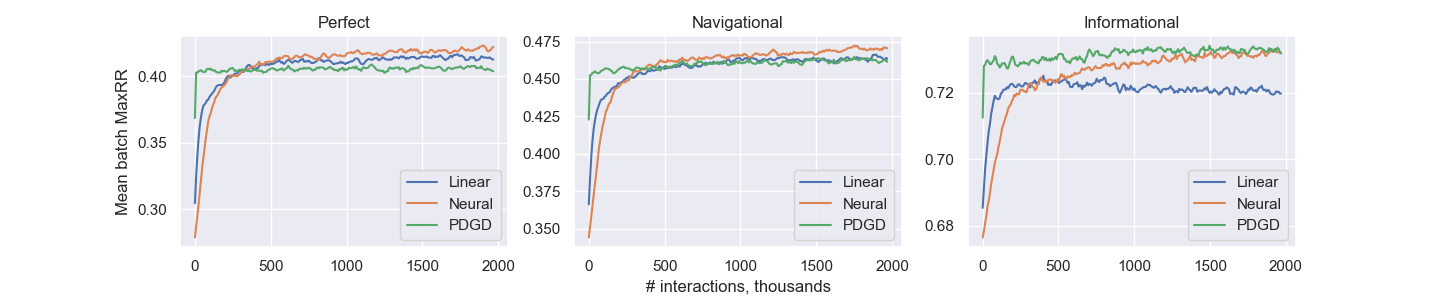 Perfect
Navigational
Informational
Mean batch MaxRR
0.40
0.35
0.30
0.475
0.450
0.425
0.400
0.375
0.350
0.72
0.70
0.68
Linear
Neural
PDGD
Linear
Neural
PDGD
Linear
Neural
PDGD
0 500 1000 1500 2000
0 500 1000 1500 2000
0 500 1000 1500 2000
# interactions, thousands